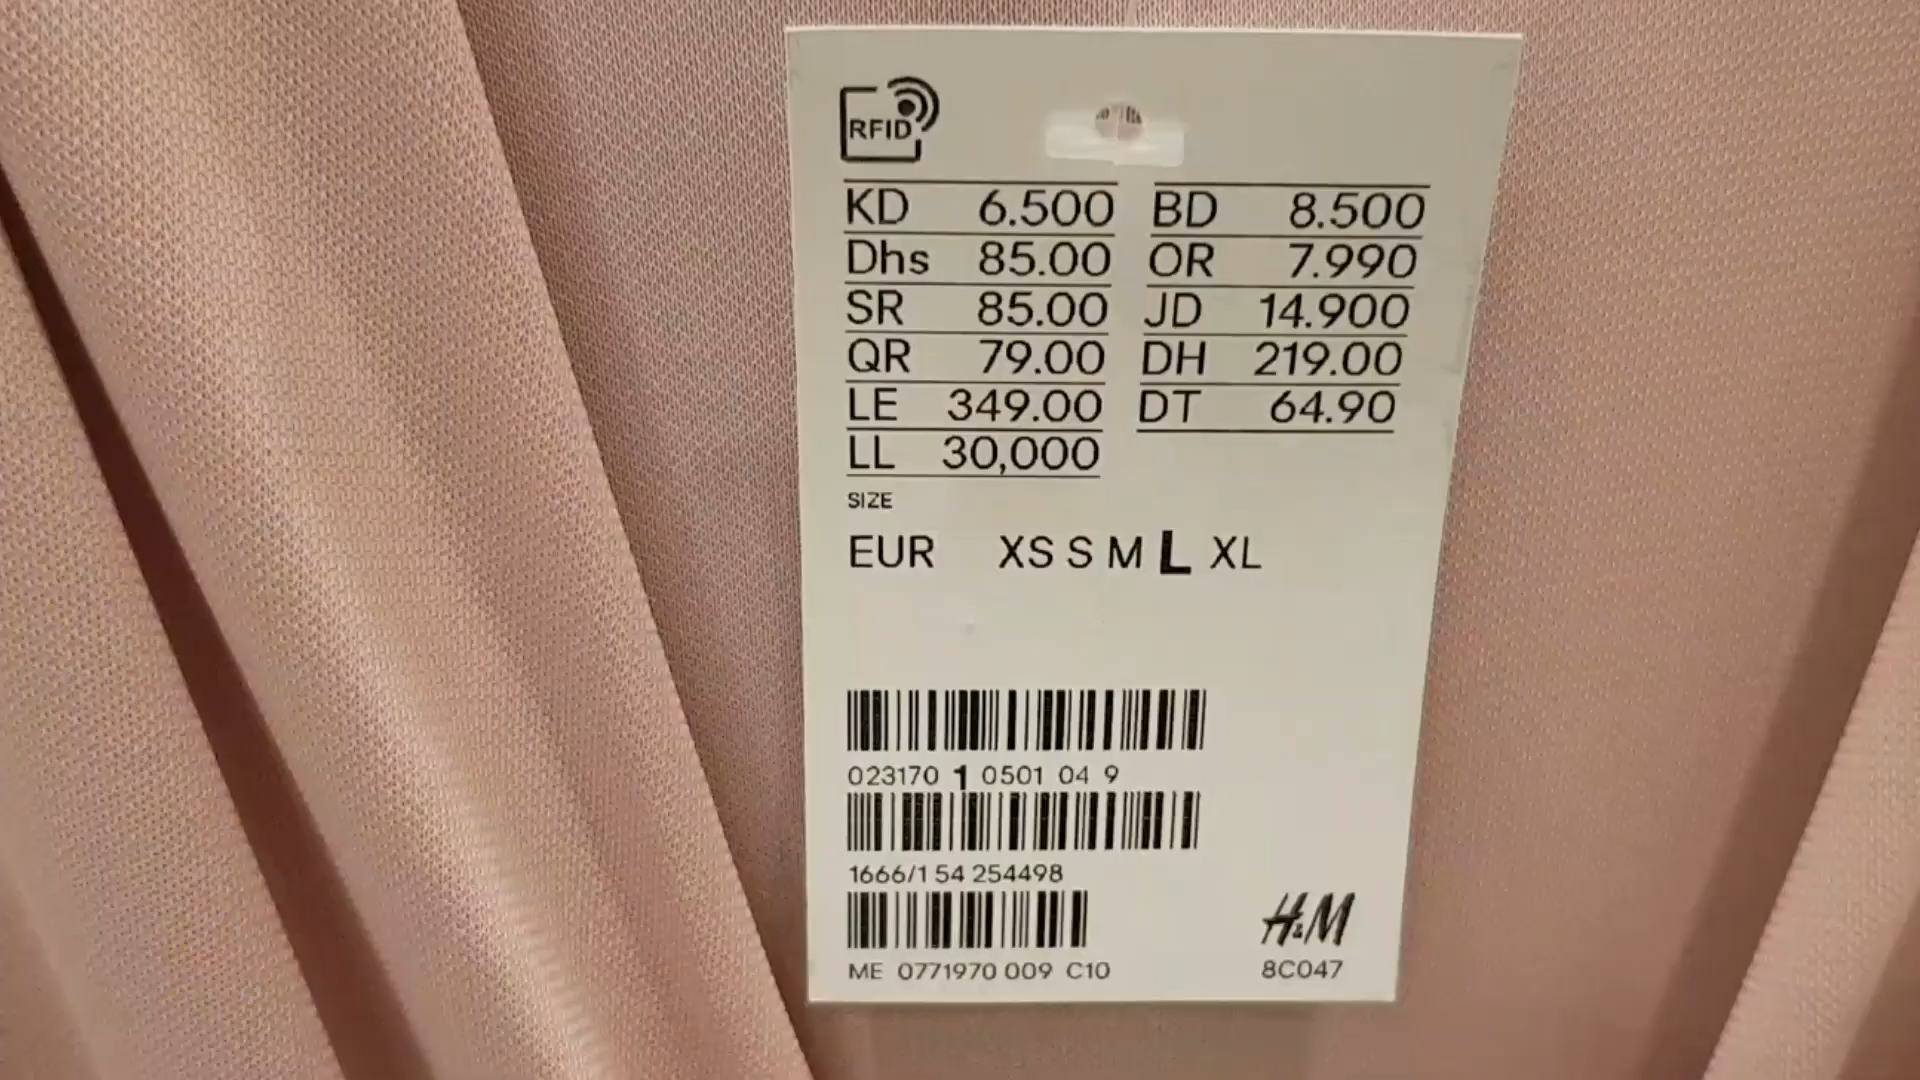 RFID
KD 6.500 BD 8.500
Dhs 85.00 OR 7.990
SR 85.00 JD 14.900
QR 79.00 DH 219.00
LE 349.00 DT 64.90
LL 30,000
SIZE
EUR XS S M L XL
023170 1 0501 04 9
1666/1 54 254498
H&M
ME 0771970 009 C10 8C047